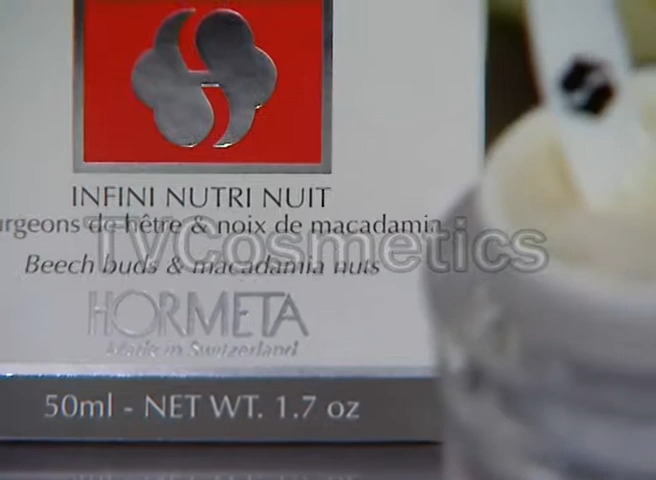 INFINI NUTRI NUIT
urgeons de hêtre & noix de macadamia
TVCosmetics
Beech buds & macadamia nuts
HORMETA
Made in Switzerland
50ml - NET WT. 1.7 oz